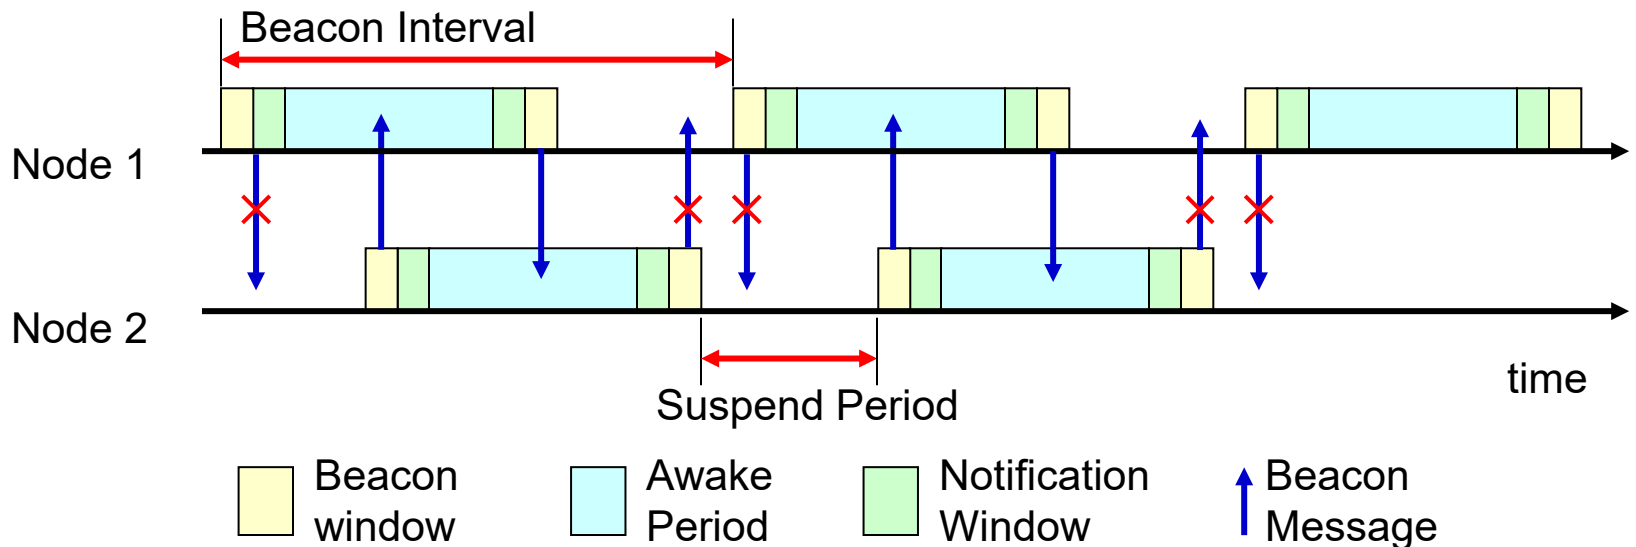 Beacon Interval
Node 1
Node 2
time
Suspend Period
Beacon
window
Awake
Period
Notification
Window
Beacon
Message